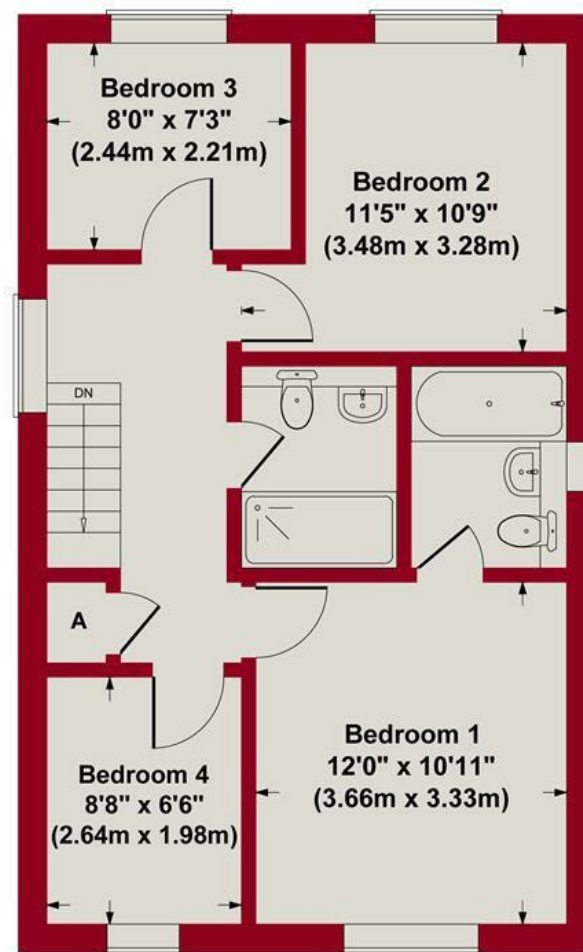 Bedroom 3
8'0" x 7'3"
(2.44m x 2.21m)
Bedroom 2
11'5" x 10'9"
(3.48m x 3.28m)
DN
A
Bedroom 1
12'0" x 10'11"
(3.66m x 3.33m)
Bedroom 4
8'8" x 6'6"
(2.64m x 1.98m)